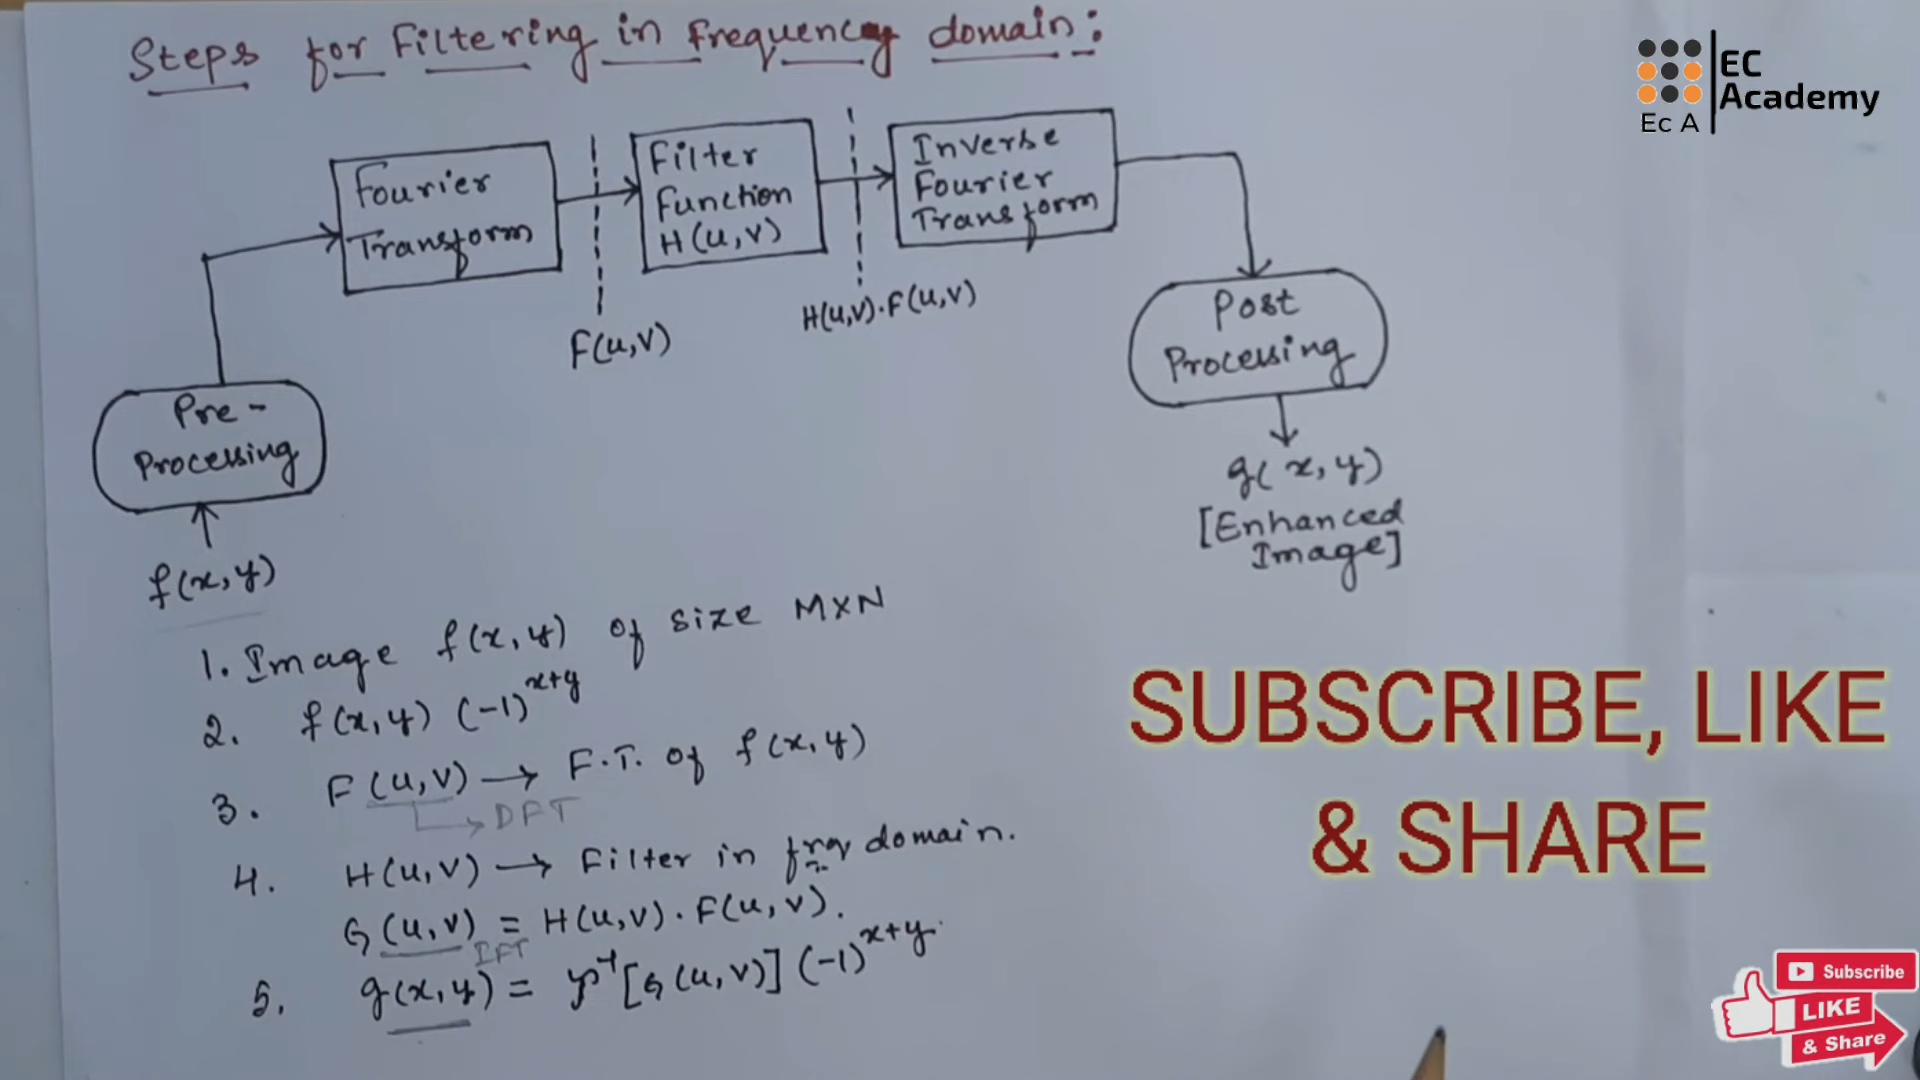 Steps for Filtering in Frequency domain:
EC
Academy
Ec A
Fourier
Transform
Filter
Function
H(u,v)
Inverse
Fourier
Transform
F(u,v)
H(u,v).F(u,v)
Post
Processing
Pre-
Processing
g(x,y)
[Enhanced
Image]
f(x,y)
1. Image f(x,y) of size MXN
2. f(x,y) (-1)^x+y
3. F(u,v) → F.T. of f(x,y)
→ DFT
4. H(u,v) → Filter in frq domain.
G(u,v) = H(u,v).F(u,v).
IFT
5. g(x,y) = F^-1[G(u,v)] (-1)^x+y.
SUBSCRIBE, LIKE
& SHARE
Subscribe
LIKE
& Share